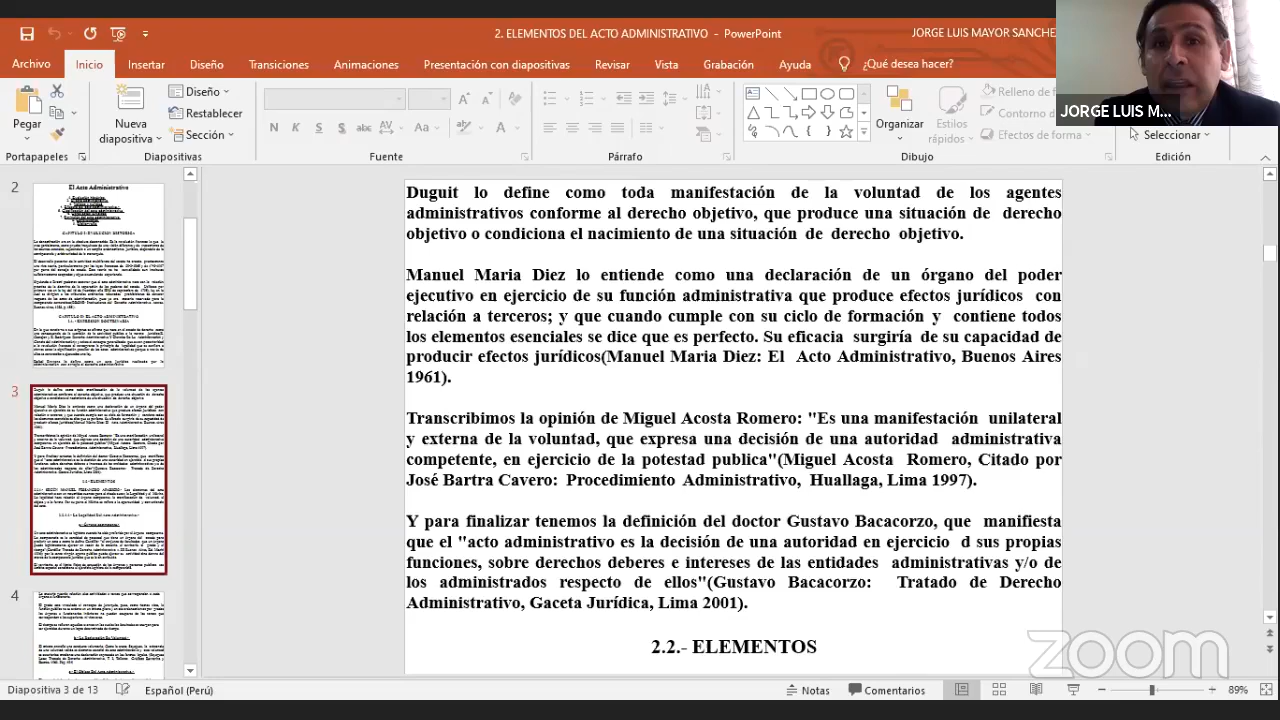 2. ELEMENTOS DEL ACTO ADMINISTRATIVO - PowerPoint
JORGE LUIS MAYOR SANCHE
Archivo Inicio Insertar Diseño Transiciones Animaciones Presentación con diapositivas Revisar Vista Grabación Ayuda ¿Qué desea hacer?
JORGE LUIS M...
Pegar
Nueva diapositiva
Diseño
Restablecer
Sección
N K S S abc AV Aa A
Organizar
Estilos rápidos
Relleno de
Contorno d
Efectos de forma
Seleccionar
Portapapeles Diapositivas Fuente Párrafo Dibujo Edición
2
El Acto Administrativo
3
4
Duguit lo define como toda manifestación de la voluntad de los agentes
administrativos conforme al derecho objetivo, que produce una situación de derecho
objetivo o condiciona el nacimiento de una situación de derecho objetivo.
Manuel Maria Diez lo entiende como una declaración de un órgano del poder
ejecutivo en ejercicio de su función administrativa que produce efectos jurídicos con
relación a terceros; y que cuando cumple con su ciclo de formación y contiene todos
los elementos esenciales se dice que es perfecto. Su eficacia surgiría de su capacidad de
producir efectos jurídicos(Manuel Maria Diez: El Acto Administrativo, Buenos Aires
1961).
Transcribimos la opinión de Miguel Acosta Romero: "Es una manifestación unilateral
y externa de la voluntad, que expresa una decisión de una autoridad administrativa
competente en ejercicio de la potestad publica"(Miguel Acosta Romero, Citado por
José Bartra Cavero: Procedimiento Administrativo, Huallaga, Lima 1997).
Y para finalizar tenemos la definición del doctor Gustavo Bacacorzo, que manifiesta
que el "acto administrativo es la decisión de una autoridad en ejercicio d sus propias
funciones, sobre derechos deberes e intereses de las entidades administrativas y/o de
los administrados respecto de ellos"(Gustavo Bacacorzo: Tratado de Derecho
Administrativo, Gaceta Jurídica, Lima 2001).
2.2.- ELEMENTOS
zoom
Diapositiva 3 de 13 Español (Perú) Notas Comentarios 89%